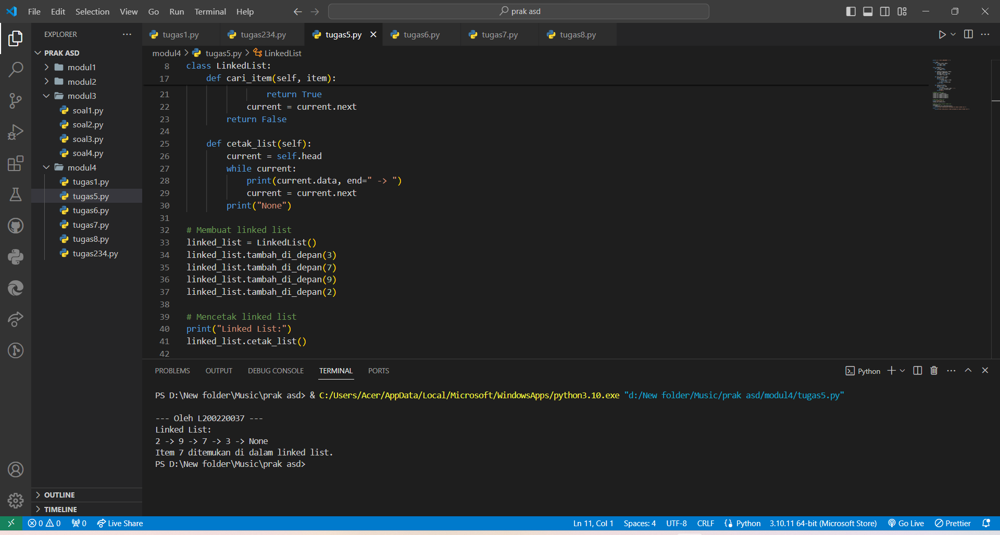 File Edit Selection View Go Run Terminal Help
prak asd
EXPLORER
PRAK ASD
modul1
modul2
modul3
soal1.py
soal2.py
soal3.py
soal4.py
modul4
tugas1.py
tugas5.py
tugas6.py
tugas7.py
tugas8.py
tugas234.py
OUTLINE
TIMELINE
tugas1.py tugas234.py tugas5.py tugas6.py tugas7.py tugas8.py
modul4 > tugas5.py > LinkedList
8 class LinkedList:
17 def cari_item(self, item):
21 return True
22 current = current.next
23 return False
24
25 def cetak_list(self):
26 current = self.head
27 while current:
28 print(current.data, end=" -> ")
29 current = current.next
30 print("None")
31
32 # Membuat linked list
33 linked_list = LinkedList()
34 linked_list.tambah_di_depan(3)
35 linked_list.tambah_di_depan(7)
36 linked_list.tambah_di_depan(9)
37 linked_list.tambah_di_depan(2)
38
39 # Mencetak linked list
40 print("Linked List:")
41 linked_list.cetak_list()
42
PROBLEMS OUTPUT DEBUG CONSOLE TERMINAL PORTS
Python
PS D:\New folder\Music\prak asd> & C:/Users/Acer/AppData/Local/Microsoft/WindowsApps/python3.10.exe "d:/New folder/Music/prak asd/modul4/tugas5.py"
--- Oleh L200220037 ---
Linked List:
2 -> 9 -> 7 -> 3 -> None
Item 7 ditemukan di dalam linked list.
PS D:\New folder\Music\prak asd>
0 0 0 Live Share Ln 11, Col 1 Spaces: 4 UTF-8 CRLF Python 3.10.11 64-bit (Microsoft Store) Go Live Prettier